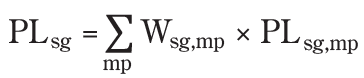 PL_sg = ∑_mp W_sg,mp × PL_sg,mp